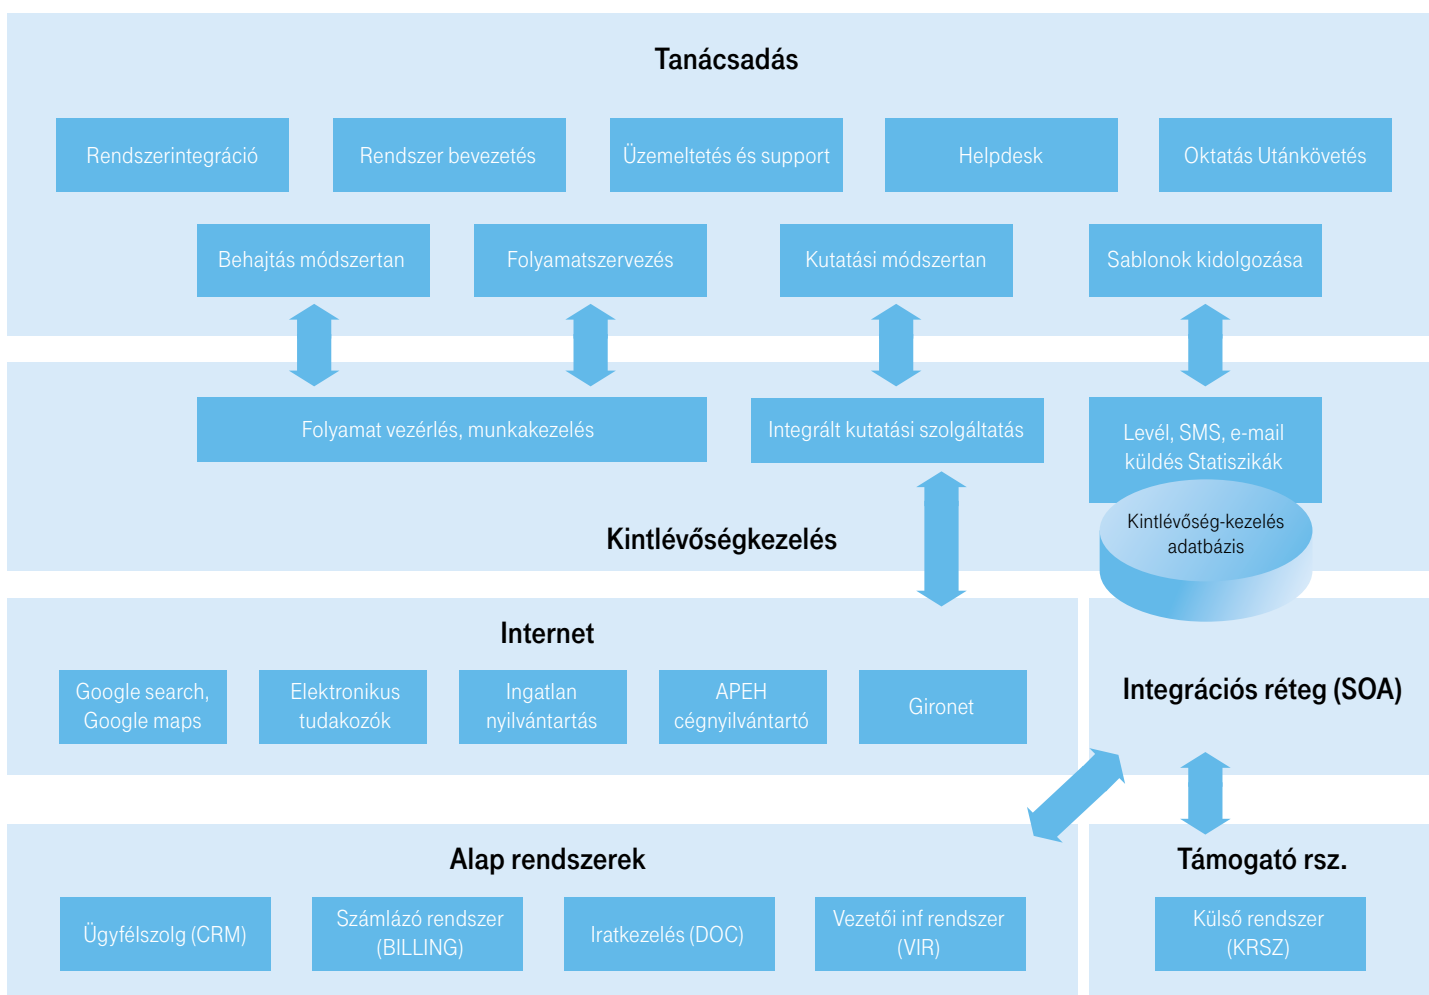 Tanácsadás
Rendszerintegráció
Rendszer bevezetés
Üzemeltetés és support
Helpdesk
Oktatás Utánkövetés
Behajtás módszertan
Folyamatszervezés
Kutatási módszertan
Sablonok kidolgozása
Folyamat vezérlés, munkakezelés
Integrált kutatási szolgáltatás
Levél, SMS, e-mail
küldés Statiszikák
Kintlévőség-kezelés
adatbázis
Kintlévőségkezelés
Internet
Google search,
Google maps
Elektronikus
tudakozók
Ingatlan
nyilvántartás
APEH
cégnyilvántartó
Gironet
Integrációs réteg (SOA)
Alap rendszerek
Ügyfélszolg (CRM)
Számlázó rendszer
(BILLING)
Iratkezelés (DOC)
Vezetői inf rendszer
(VIR)
Támogató rsz.
Külső rendszer
(KRSZ)